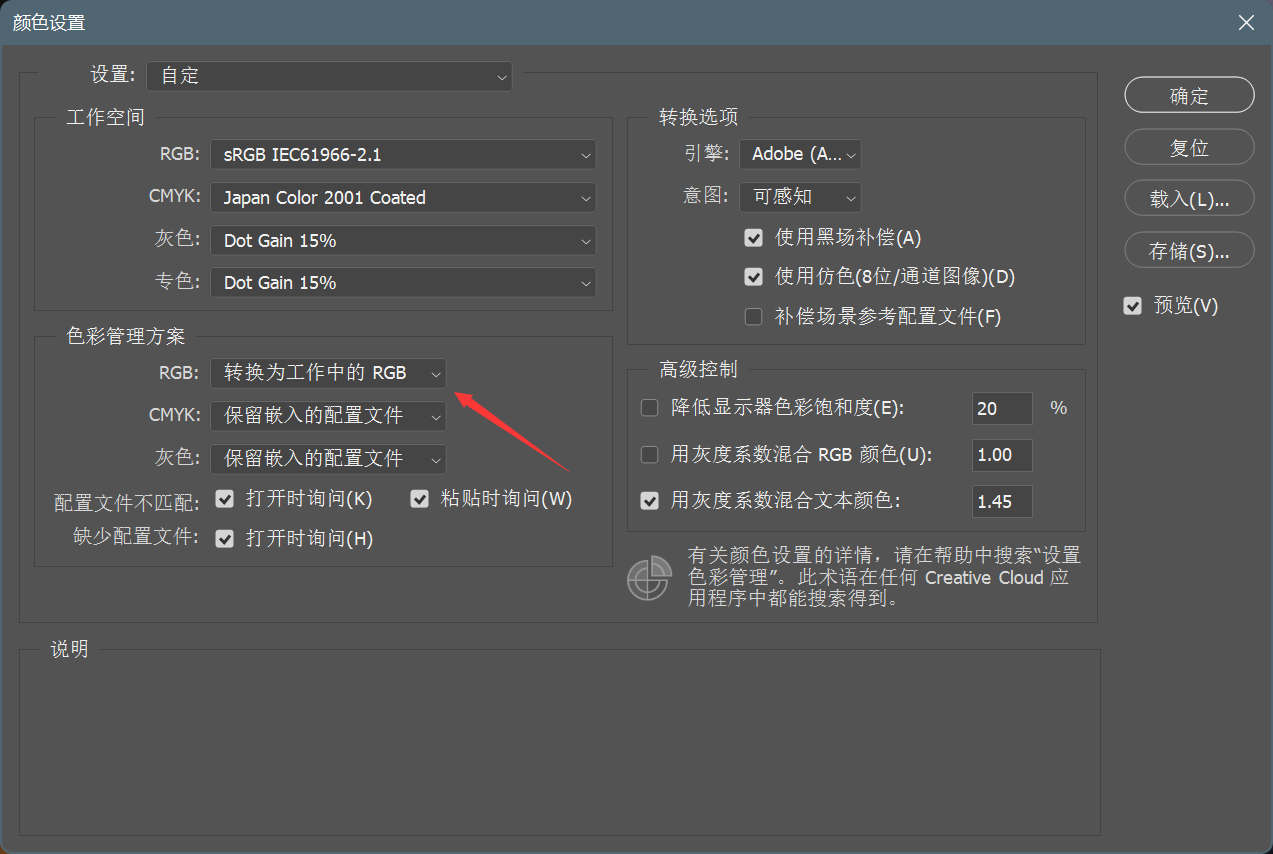 颜色设置
设置: 自定
工作空间
RGB: sRGB IEC61966-2.1
CMYK: Japan Color 2001 Coated
灰色: Dot Gain 15%
专色: Dot Gain 15%
色彩管理方案
RGB: 转换为工作中的 RGB
CMYK: 保留嵌入的配置文件
灰色: 保留嵌入的配置文件
配置文件不匹配: 打开时询问(K) 粘贴时询问(W)
缺少配置文件: 打开时询问(H)
转换选项
引擎: Adobe (A...
意图: 可感知
使用黑场补偿(A)
使用仿色(8位/通道图像)(D)
补偿场景参考配置文件(F)
高级控制
降低显示器色彩饱和度(E): 20 %
用灰度系数混合 RGB 颜色(U): 1.00
用灰度系数混合文本颜色: 1.45
有关颜色设置的详情，请在帮助中搜索“设置
色彩管理”。此术语在任何 Creative Cloud 应
用程序中都能搜索得到。
确定
复位
载入(L)...
存储(S)...
预览(V)
说明